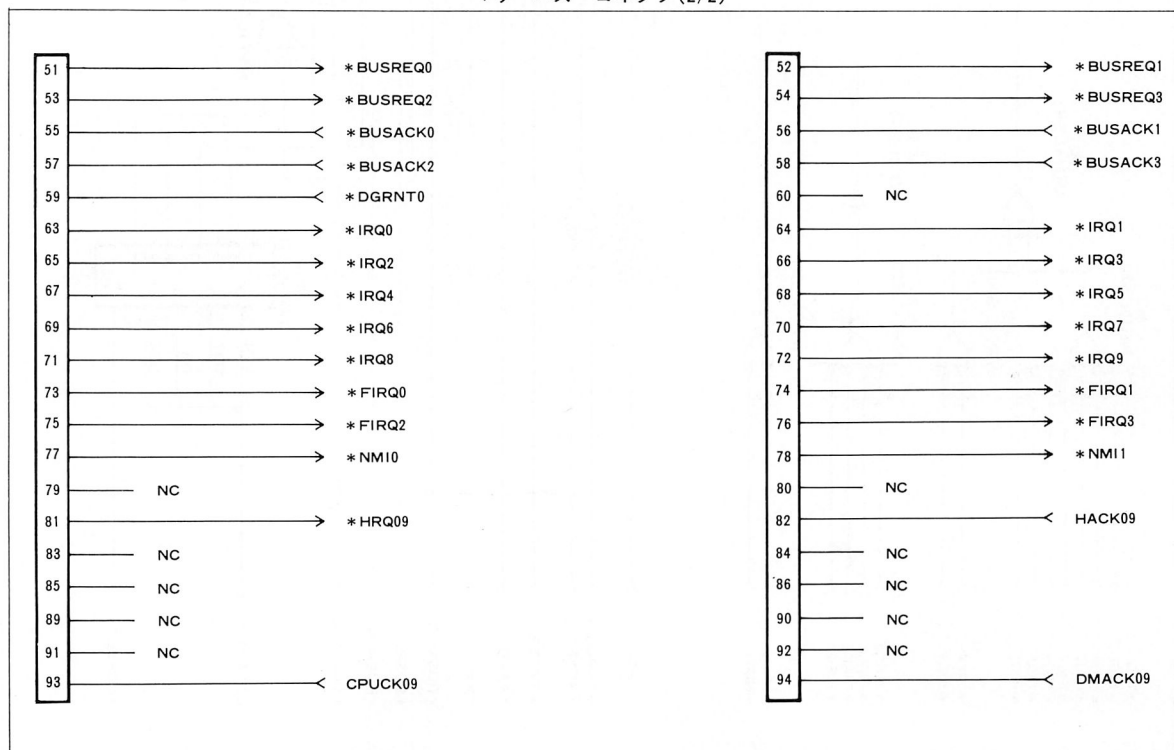 (2/2)
51 *BUSREQ0
53 *BUSREQ2
55 *BUSACK0
57 *BUSACK2
59 *DGRNT0
63 *IRQ0
65 *IRQ2
67 *IRQ4
69 *IRQ6
71 *IRQ8
73 *FIRQ0
75 *FIRQ2
77 *NMI0
79 NC
81 *HRQ09
83 NC
85 NC
89 NC
91 NC
93 CPUCK09
52 *BUSREQ1
54 *BUSREQ3
56 *BUSACK1
58 *BUSACK3
60 NC
64 *IRQ1
66 *IRQ3
68 *IRQ5
70 *IRQ7
72 *IRQ9
74 *FIRQ1
76 *FIRQ3
78 *NMI1
80 NC
82 HACK09
84 NC
86 NC
90 NC
92 NC
94 DMACK09